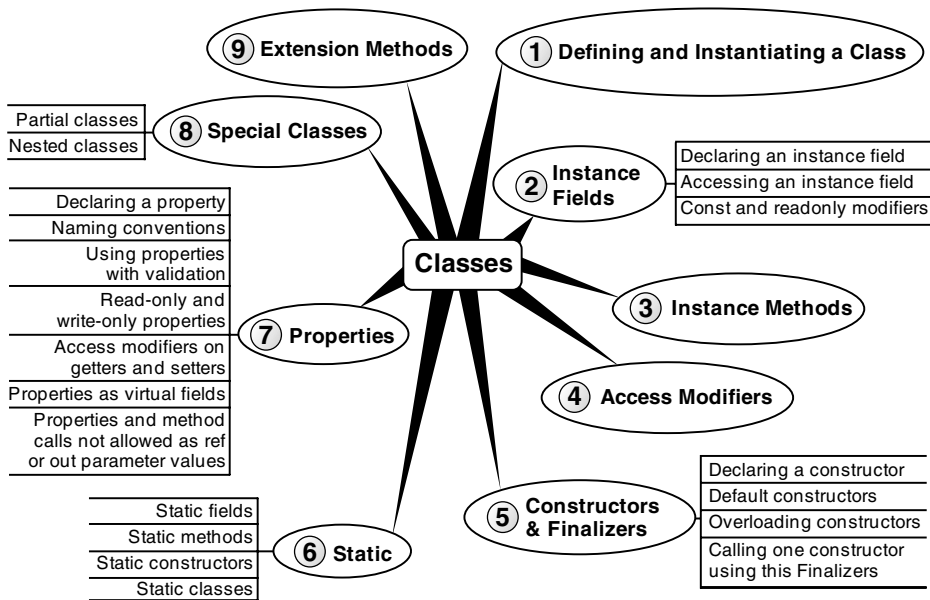 Classes
1 Defining and Instantiating a Class
2 Instance
Fields
Declaring an instance field
Accessing an instance field
Const and readonly modifiers
3 Instance Methods
4 Access Modifiers
5 Constructors
& Finalizers
Declaring a constructor
Default constructors
Overloading constructors
Calling one constructor
using this Finalizers
6 Static
Static fields
Static methods
Static constructors
Static classes
7 Properties
Declaring a property
Naming conventions
Using properties
with validation
Read-only and
write-only properties
Access modifiers on
getters and setters
Properties as virtual fields
Properties and method
calls not allowed as ref
or out parameter values
8 Special Classes
Partial classes
Nested classes
9 Extension Methods